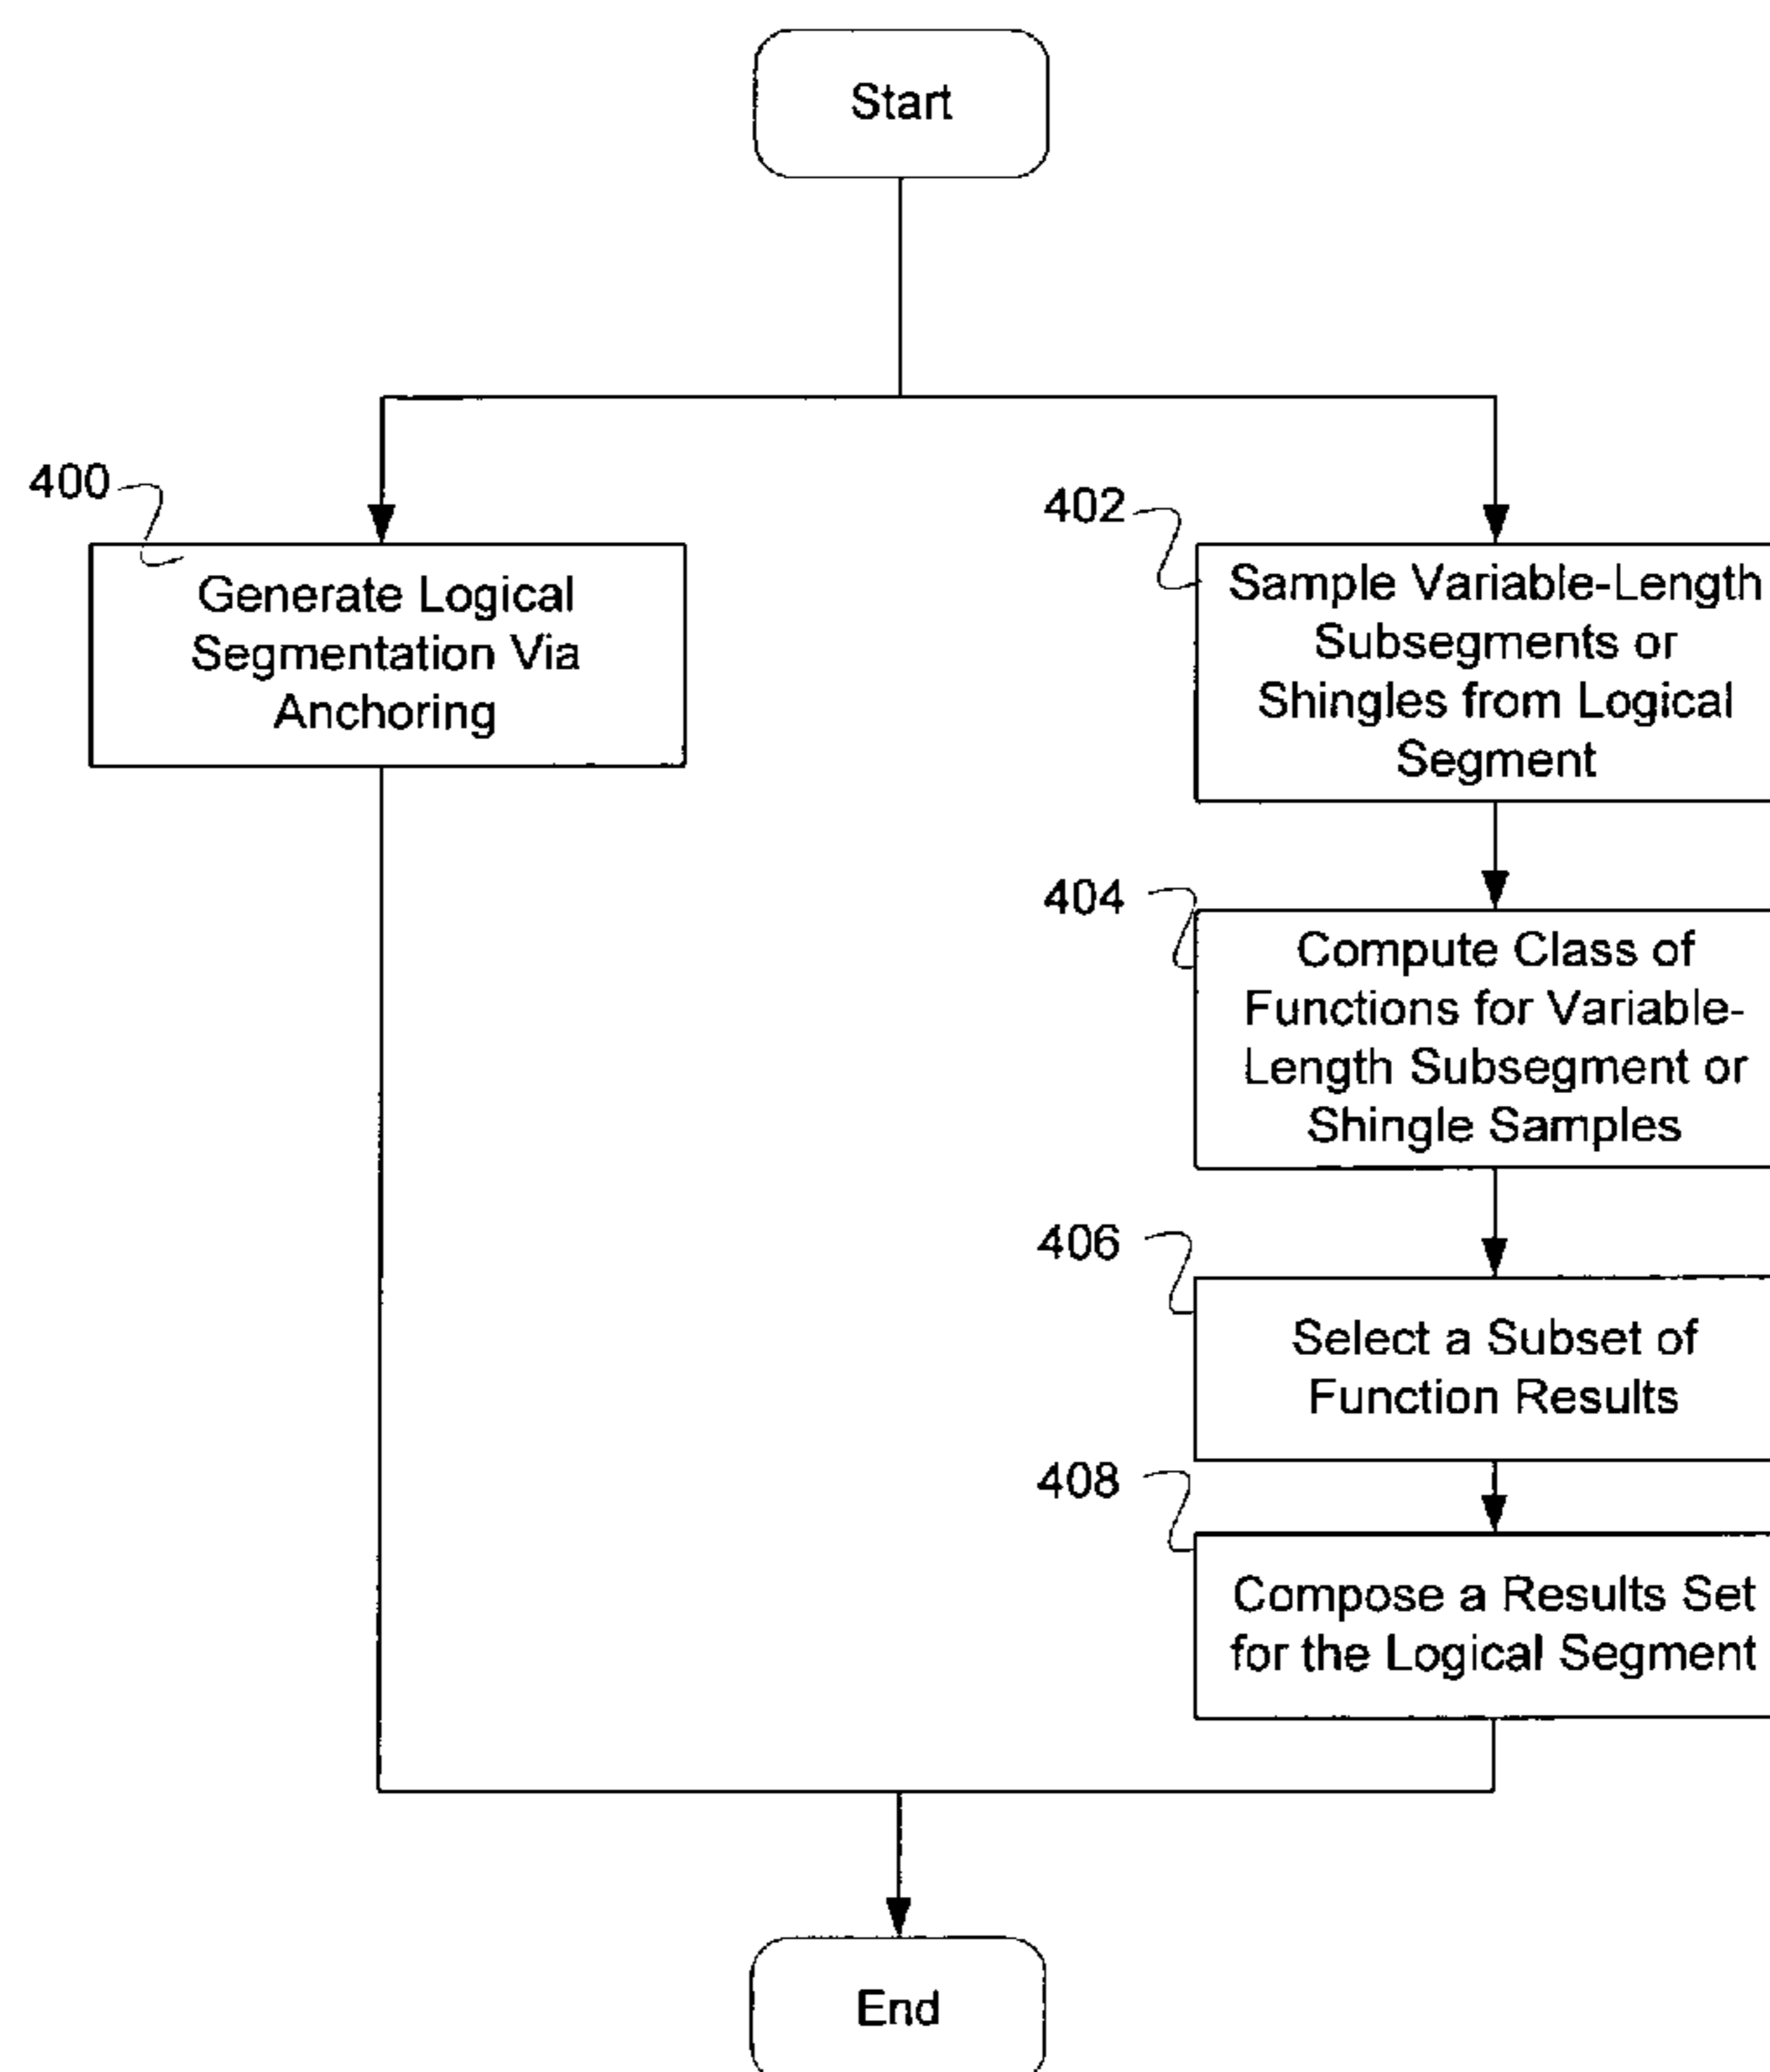 Start
400
Generate Logical
Segmentation Via
Anchoring
402
Sample Variable-Length
Subsegments or
Shingles from Logical
Segment
404
Compute Class of
Functions for Variable-
Length Subsegment or
Shingle Samples
406
Select a Subset of
Function Results
408
Compose a Results Set
for the Logical Segment
End